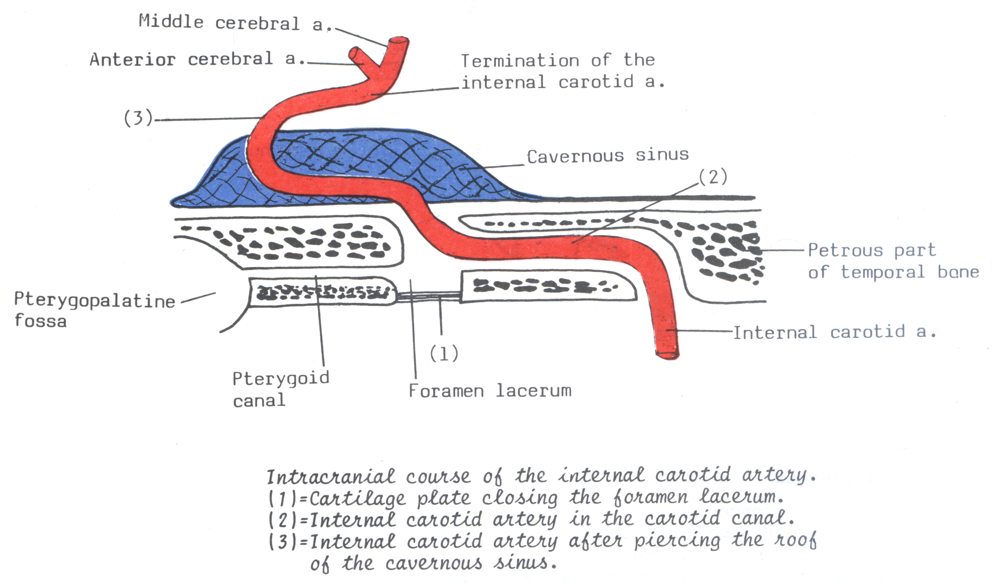 Middle cerebral a.
Anterior cerebral a.
Termination of the
internal carotid a.
(3)
Cavernous sinus
(2)
Petrous part
of temporal bone
Pterygopalatine
fossa
Internal carotid a.
(1)
Pterygoid
canal
Foramen lacerum
Intracranial course of the internal carotid artery.
(1)=Cartilage plate closing the foramen lacerum.
(2)=Internal carotid artery in the carotid canal.
(3)=Internal carotid artery after piercing the roof
of the cavernous sinus.